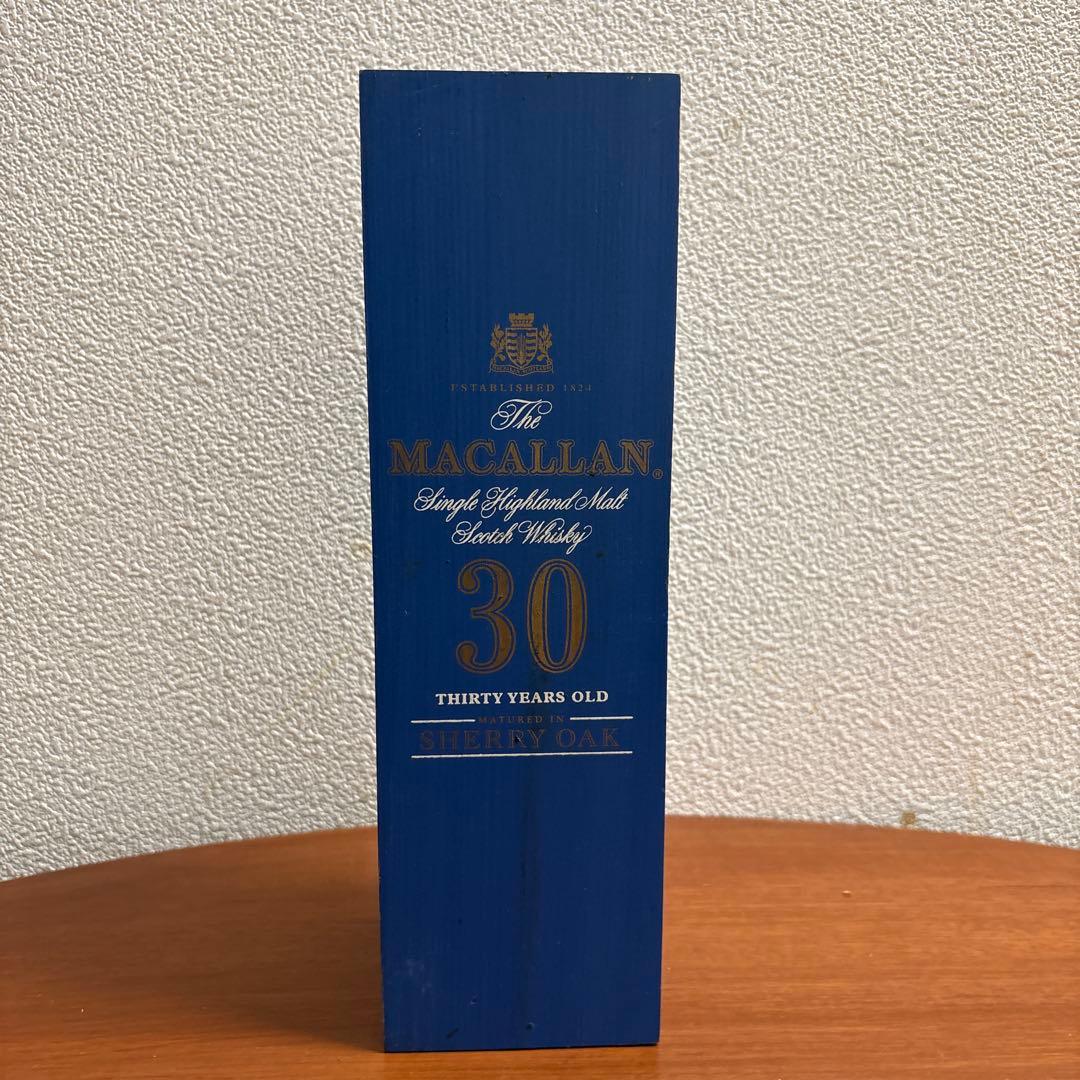 ESTABLISHED 1824
The
MACALLAN®
Single Highland Malt
Scotch Whisky
30
THIRTY YEARS OLD
MATURED IN
SHERRY OAK